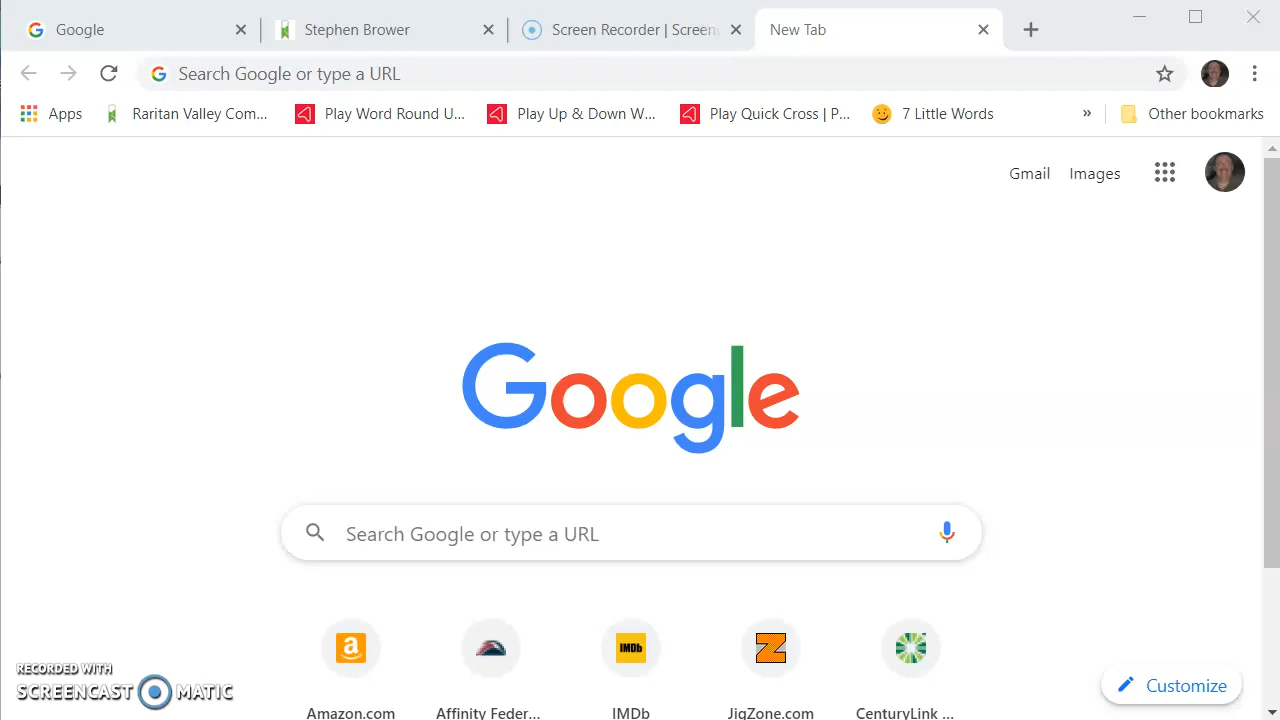 Google
Stephen Brower
Screen Recorder | Screen
New Tab
Search Google or type a URL
Apps
Raritan Valley Com...
Play Word Round U...
Play Up & Down W...
Play Quick Cross | P...
7 Little Words
»
Other bookmarks
Gmail
Images
Google
Search Google or type a URL
a
IMDb
Z
Amazon.com
Affinity Feder...
IMDb
JigZone.com
CenturyLink ...
Customize
RECORDED WITH
SCREENCAST MATIC